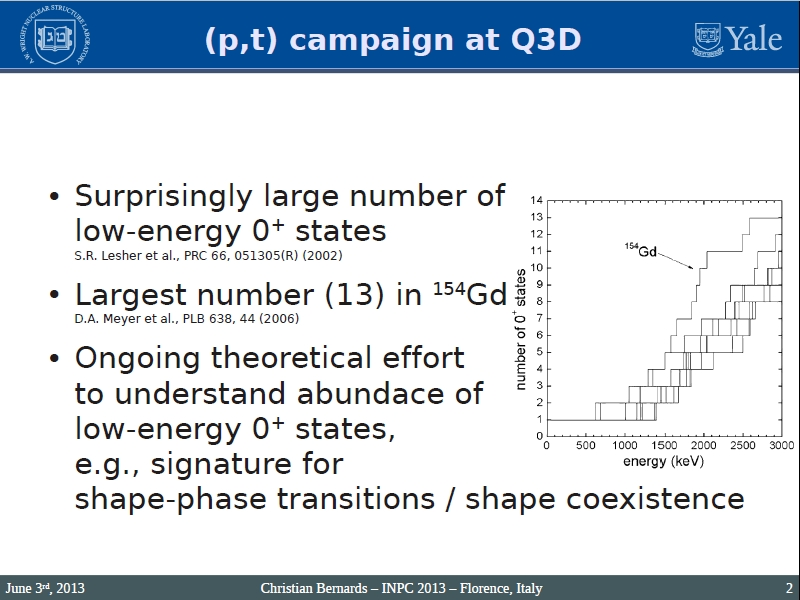 A.W. WRIGHT NUCLEAR STRUCTURE LABORATORY
(p,t) campaign at Q3D
Yale
• Surprisingly large number of
low-energy 0⁺ states
S.R. Lesher et al., PRC 66, 051305(R) (2002)
• Largest number (13) in ¹⁵⁴Gd
D.A. Meyer et al., PLB 638, 44 (2006)
• Ongoing theoretical effort
to understand abundace of
low-energy 0⁺ states,
e.g., signature for
shape-phase transitions / shape coexistence
number of 0⁺ states
14
13
12
11
10
9
8
7
6
5
4
3
2
1
0
¹⁵⁴Gd
0 500 1000 1500 2000 2500 3000
energy (keV)
June 3ʳᵈ, 2013
Christian Bernards – INPC 2013 – Florence, Italy
2